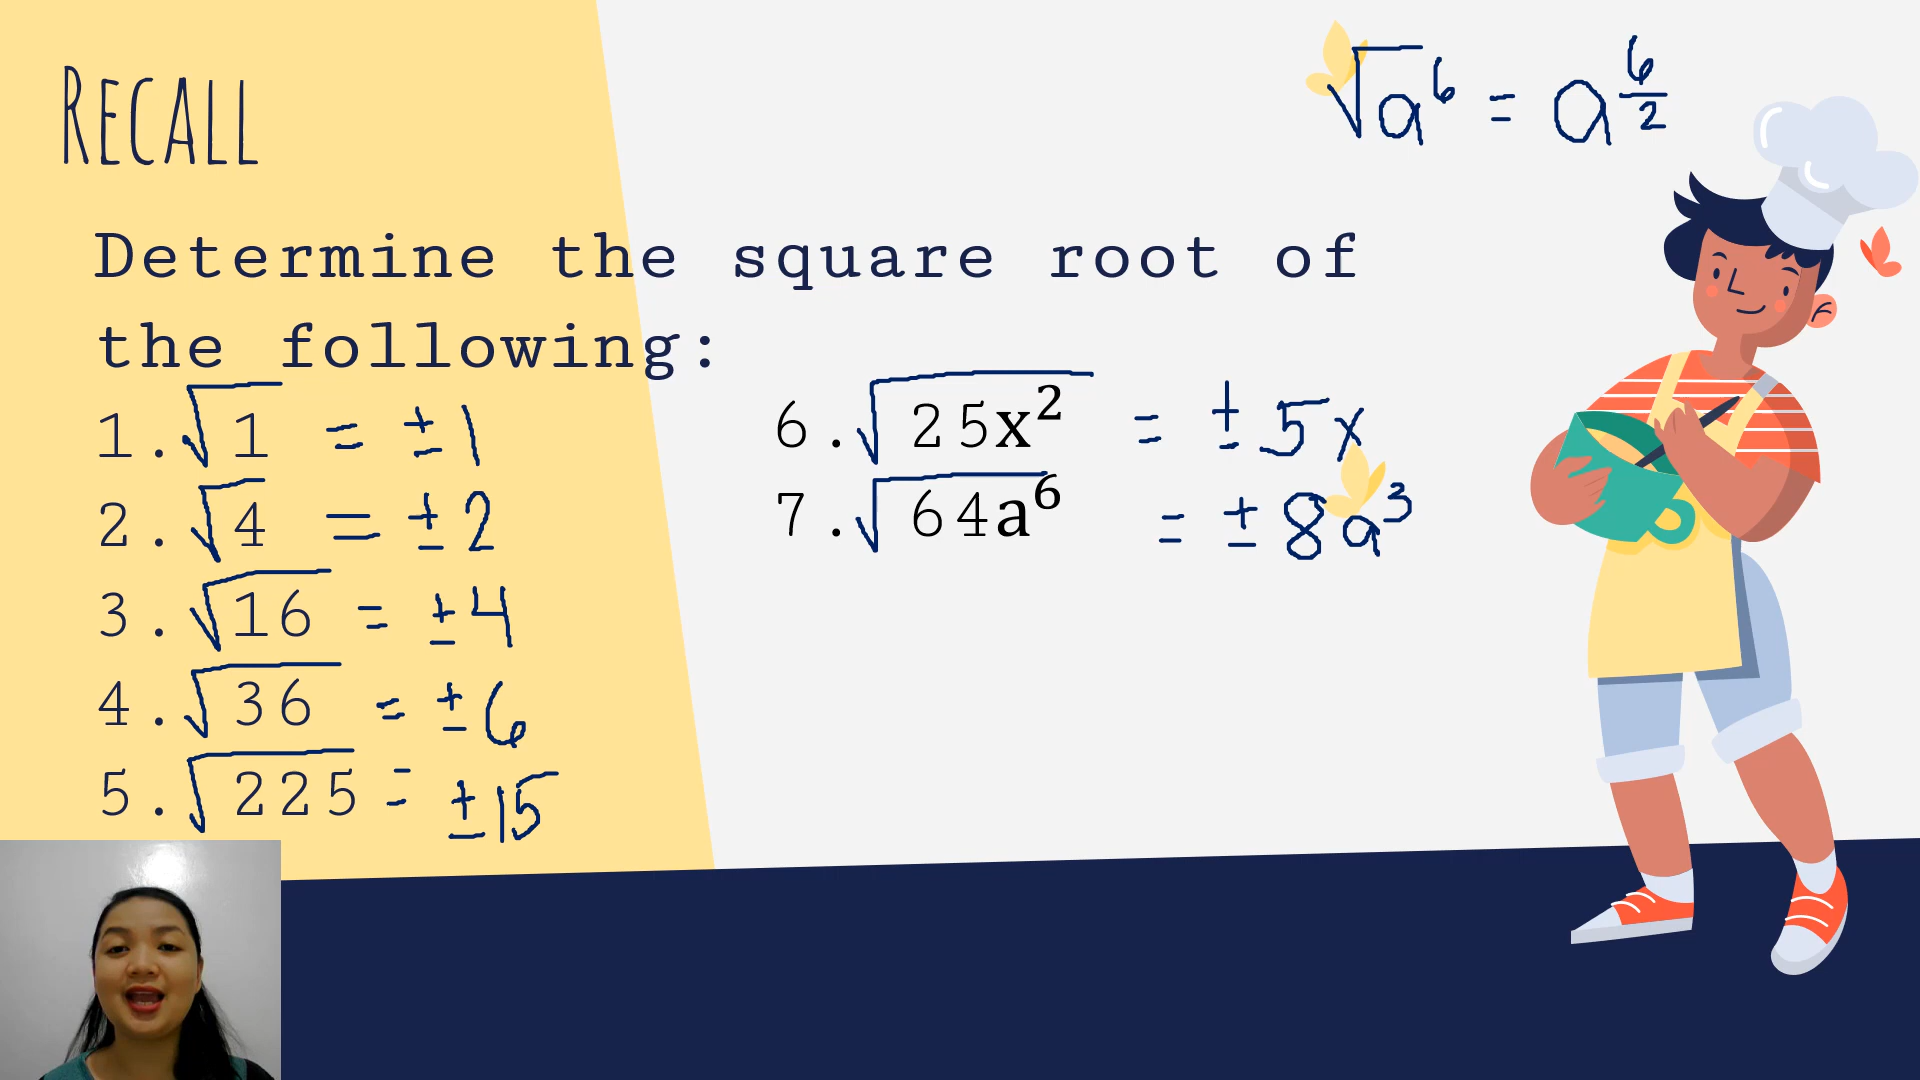 RECALL
√a⁶ = a^(6/2)
Determine the square root of
the following:
1. √1 = ±1
2. √4 = ±2
3. √16 = ±4
4. √36 = ±6
5. √225 = ±15
6. √25x² = ±5x
7. √64a⁶ = ±8a³